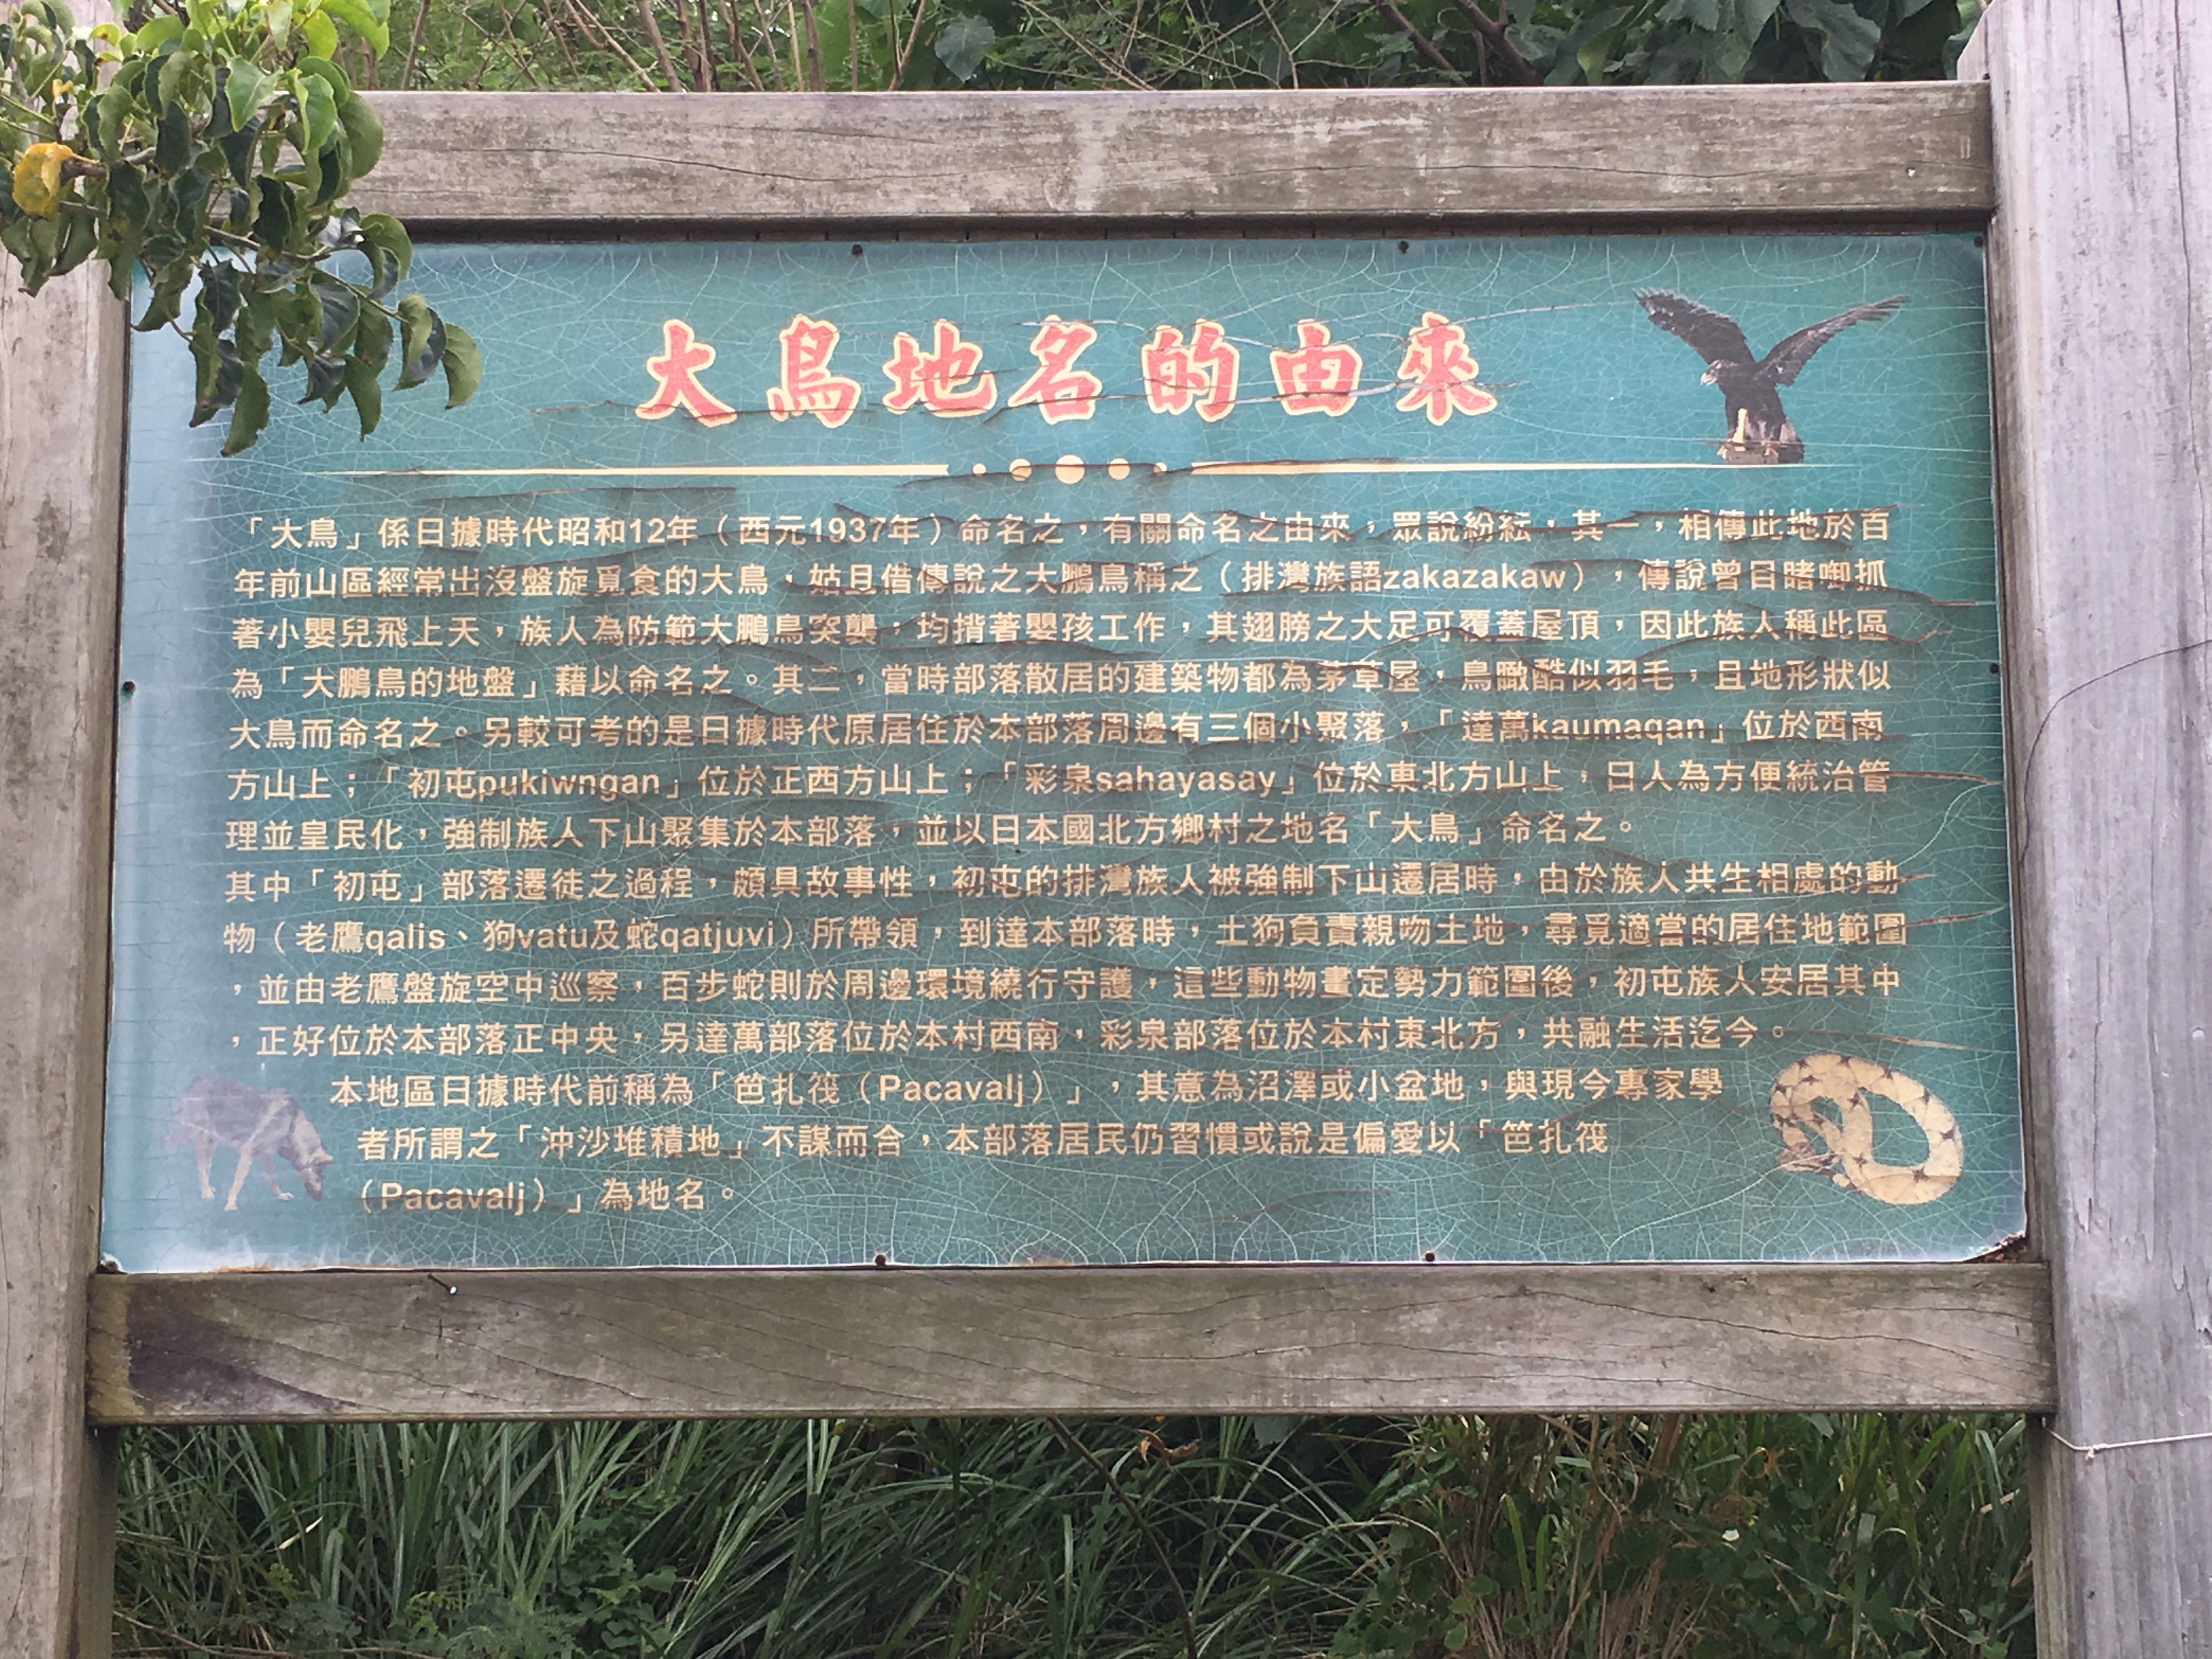 大鳥地名的由來
「大鳥」係日據時代昭和12年（西元1937年）命名之，有關命名之由來，眾說紛紜，其一，相傳此地於百
年前山區經常出沒盤旋覓食的大鳥，姑且借傳說之大鵬鳥稱之（排灣族語zakazakaw），傳說曾目睹啣抓
著小嬰兒飛上天，族人為防範大鵬鳥突襲，均揹著嬰孩工作，其翅膀之大足可覆蓋屋頂，因此族人稱此區
為「大鵬鳥的地盤」藉以命名之。其二，當時部落散居的建築物都為茅草屋，鳥瞰酷似羽毛，且地形狀似
大鳥而命名之。另較可考的是日據時代原居住於本部落周邊有三個小聚落，「達萬kaumaqan」位於西南
方山上；「初屯pukiwngan」位於正西方山上；「彩泉sahayasay」位於東北方山上，日人為方便統治管
理並皇民化，強制族人下山聚集於本部落，並以日本國北方鄉村之地名「大鳥」命名之。
其中「初屯」部落遷徒之過程，頗具故事性，初屯的排灣族人被強制下山遷居時，由於族人共生相處的動
物（老鷹qalis、狗vatu及蛇qatjuvi）所帶領，到達本部落時，土狗負責親吻土地，尋覓適當的居住地範圍
，並由老鷹盤旋空中巡察，百步蛇則於周邊環境繞行守護，這些動物畫定勢力範圍後，初屯族人安居其中
，正好位於本部落正中央，另達萬部落位於本村西南，彩泉部落位於本村東北方，共融生活迄今。
本地區日據時代前稱為「笆扎筏（Pacavalj）」，其意為沼澤或小盆地，與現今專家學
者所謂之「沖沙堆積地」不謀而合，本部落居民仍習慣或說是偏愛以「笆扎筏
（Pacavalj）」為地名。